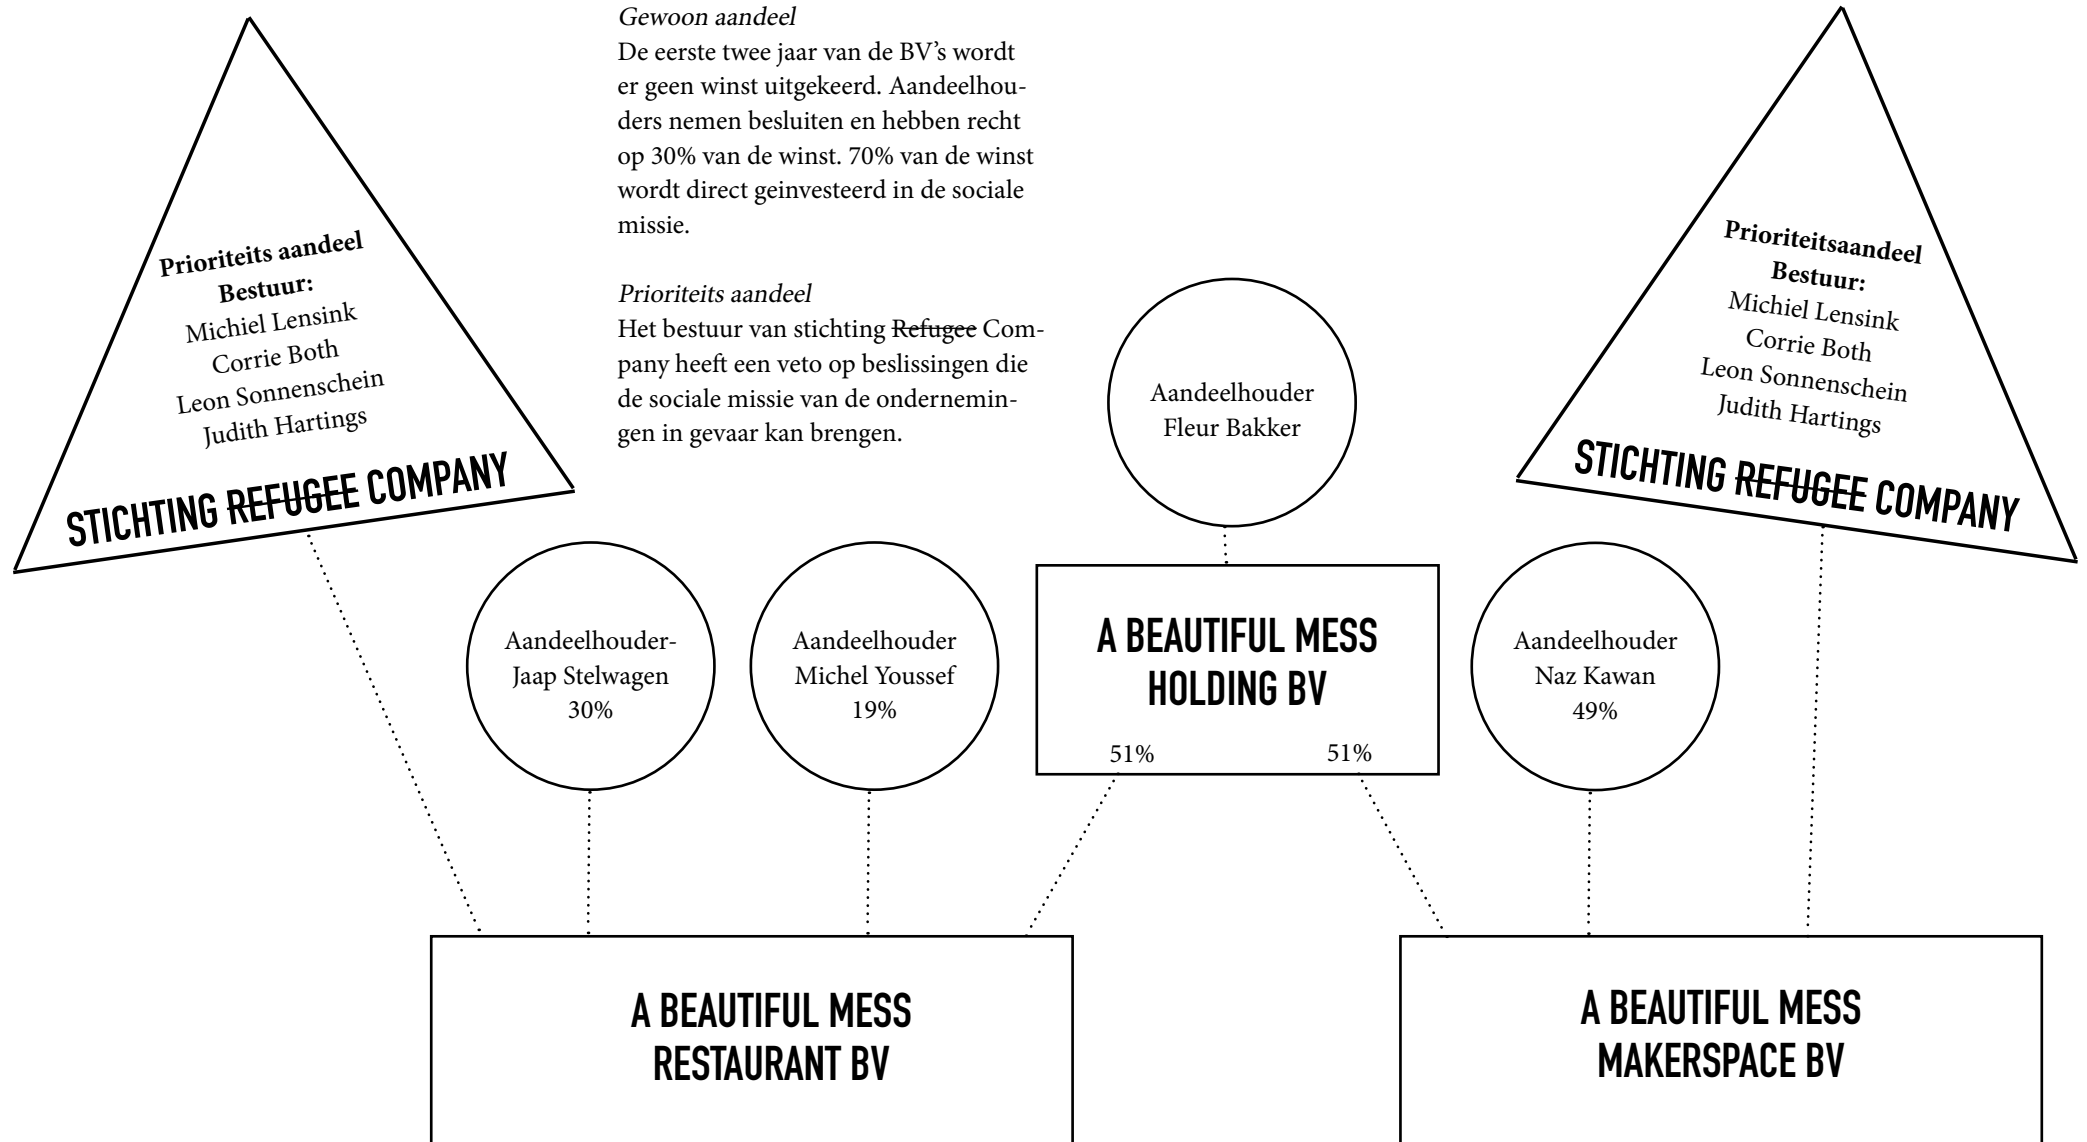 Gewoon aandeel
De eerste twee jaar van de BV’s wordt
er geen winst uitgekeerd. Aandeelhou-
ders nemen besluiten en hebben recht
op 30% van de winst. 70% van de winst
wordt direct geinvesteerd in de sociale
missie.
Prioriteits aandeel
Het bestuur van stichting Refugee Com-
pany heeft een veto op beslissingen die
de sociale missie van de ondernemin-
gen in gevaar kan brengen.
Prioriteits aandeel
Bestuur:
Michiel Lensink
Corrie Both
Leon Sonnenschein
Judith Hartings
STICHTING REFUGEE COMPANY
Prioriteitsaandeel
Bestuur:
Michiel Lensink
Corrie Both
Leon Sonnenschein
Judith Hartings
STICHTING REFUGEE COMPANY
Aandeelhouder
Fleur Bakker
Aandeelhouder-
Jaap Stelwagen
30%
Aandeelhouder
Michel Youssef
19%
A BEAUTIFUL MESS
HOLDING BV
51%
51%
Aandeelhouder
Naz Kawan
49%
A BEAUTIFUL MESS
RESTAURANT BV
A BEAUTIFUL MESS
MAKERSPACE BV